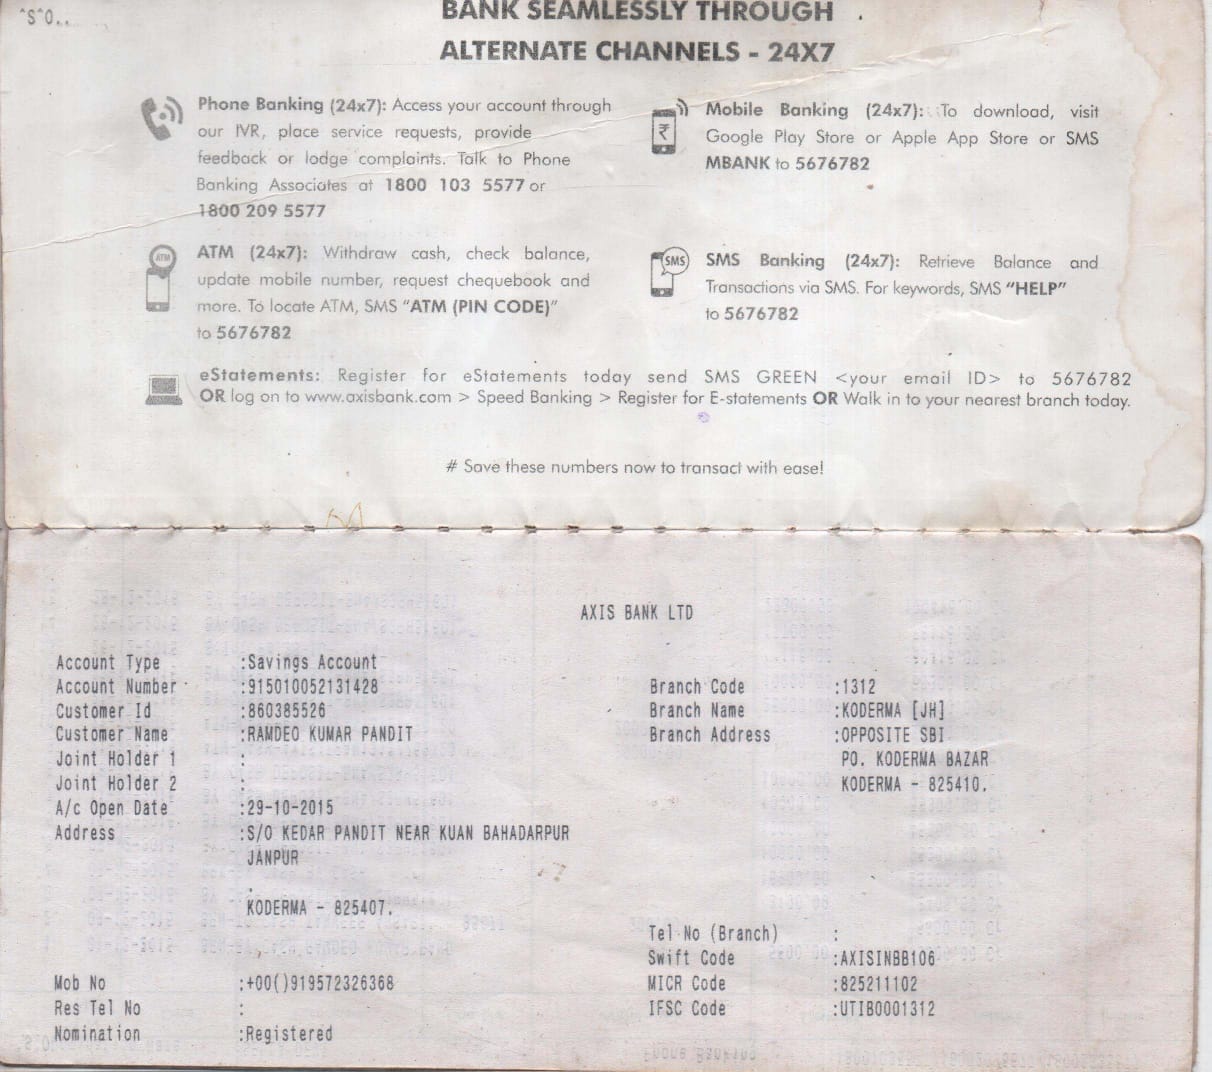 ^S^O..
BANK SEAMLESSLY THROUGH
ALTERNATE CHANNELS - 24X7
Phone Banking (24x7): Access your account through
our IVR, place service requests, provide
feedback or lodge complaints. Talk to Phone
Banking Associates at 1800 103 5577 or
1800 209 5577
Mobile Banking (24x7): To download, visit
Google Play Store or Apple App Store or SMS
MBANK to 5676782
ATM
ATM (24x7): Withdraw cash, check balance,
update mobile number, request chequebook and
more. To locate ATM, SMS "ATM (PIN CODE)"
to 5676782
SMS
SMS Banking (24x7): Retrieve Balance and
Transactions via SMS. For keywords, SMS "HELP"
to 5676782
eStatements: Register for eStatements today send SMS GREEN <your email ID> to 5676782
OR log on to www.axisbank.com > Speed Banking > Register for E-statements OR Walk in to your nearest branch today.
# Save these numbers now to transact with ease!
AXIS BANK LTD
Account Type :Savings Account
Account Number :915010052131428
Customer Id :860385526
Customer Name :RAMDEO KUMAR PANDIT
Joint Holder 1 :
Joint Holder 2 :
A/c Open Date :29-10-2015
Address :S/O KEDAR PANDIT NEAR KUAN BAHADARPUR
JANPUR
.
KODERMA - 825407.
Mob No :+00()919572326368
Res Tel No :
Nomination :Registered
Branch Code :1312
Branch Name :KODERMA [JH]
Branch Address :OPPOSITE SBI
PO. KODERMA BAZAR
KODERMA - 825410.
Tel No (Branch) :
Swift Code :AXISINBB106
MICR Code :825211102
IFSC Code :UTIB0001312